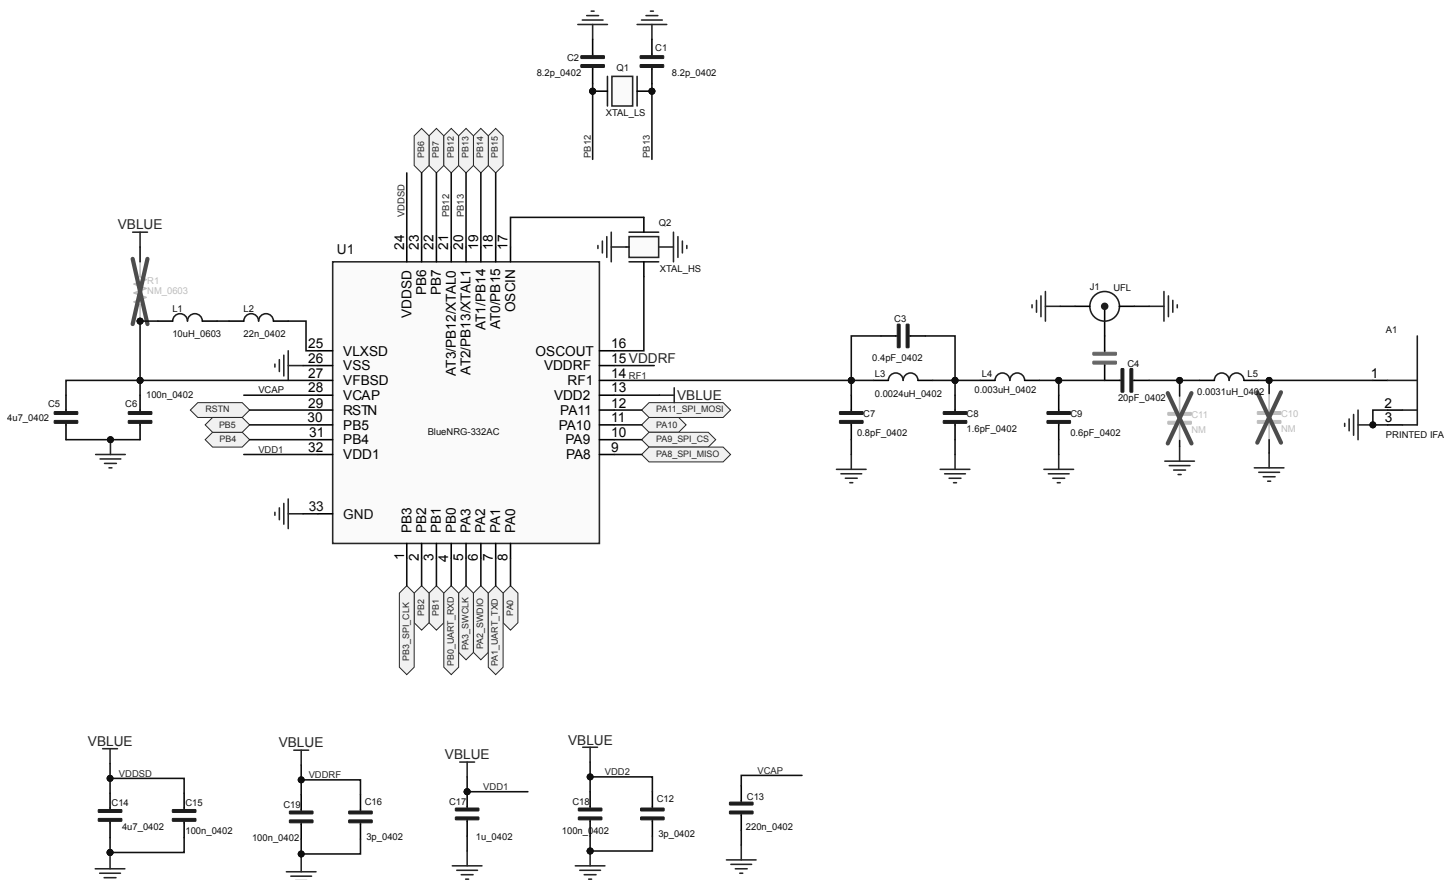 C2
8.2p_0402
C1
8.2p_0402
Q1
XTAL_LS
PB12
PB13
PB6
PB7
PB12
PB13
PB14
PB15
VDDSD
PB12
PB13
24
23
22
21
20
19
18
17
Q2
XTAL_HS
VBLUE
R1
NM_0603
L1
10uH_0603
L2
22n_0402
U1
VDDSD
PB6
PB7
AT3/PB12/XTAL0
AT2/PB13/XTAL1
AT1/PB14
AT0/PB15
OSCIN
25 VLXSD
26 VSS
27 VFBSD
VCAP 28 VCAP
RSTN 29 RSTN
PB5 30 PB5
PB4 31 PB4
VDD1 32 VDD1
33 GND
BlueNRG-332AC
OSCOUT 16
VDDRF 15 VDDRF
RF1 14 RF1
VDD2 13 VBLUE
PA11 12 PA11_SPI_MOSI
PA10 11 PA10
PA9 10 PA9_SPI_CS
PA8 9 PA8_SPI_MISO
C5
4u7_0402
C6
100n_0402
PB3
PB2
PB1
PB0
PA3
PA2
PA1
PA0
1
2
3
4
5
6
7
8
PB3_SPI_CLK
PB2
PB1
PB0_UART_RXD
PA3_SWCLK
PA2_SWDIO
PA1_UART_TXD
PA0
C3
0.4pF_0402
L3
0.0024uH_0402
C7
0.8pF_0402
C8
1.6pF_0402
L4
0.003uH_0402
C9
0.6pF_0402
J1 UFL
C4
20pF_0402
C11
NM
L5
0.0031uH_0402
C10
NM
A1
1
2
3
PRINTED IFA
VBLUE
VDDSD
C14
4u7_0402
C15
100n_0402
VBLUE
VDDRF
C19
100n_0402
C16
3p_0402
VBLUE
VDD1
C17
1u_0402
VBLUE
VDD2
C18
100n_0402
C12
3p_0402
VCAP
C13
220n_0402